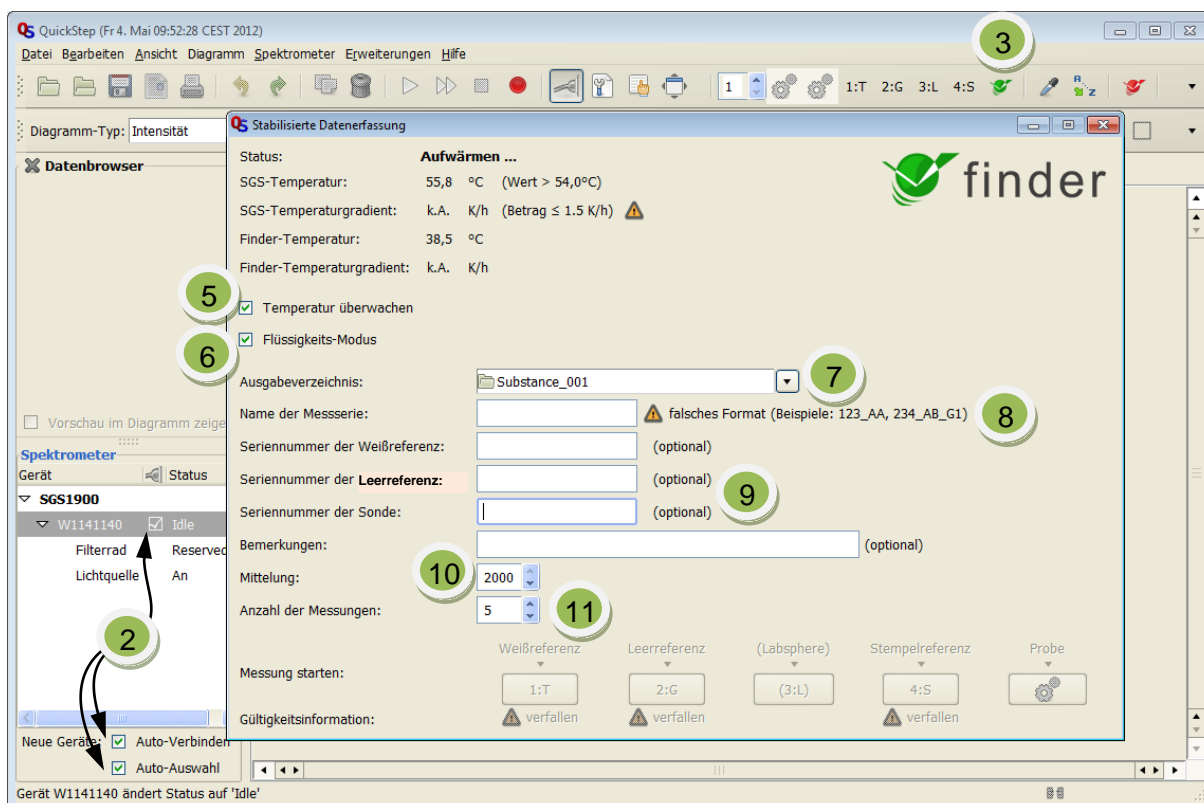 QuickStep (Fr 4. Mai 09:52:28 CEST 2012)
3
Datei Bearbeiten Ansicht Diagramm Spektrometer Erweiterungen Hilfe
1 1:T 2:G 3:L 4:S A Z
Diagramm-Typ: Intensität
Stabilisierte Datenerfassung
Datenbrowser
Status: Aufwärmen ...
finder
SGS-Temperatur: 55,8 ºC (Wert > 54,0ºC)
SGS-Temperaturgradient: k.A. K/h (Betrag ≤ 1.5 K/h)
Finder-Temperatur: 38,5 ºC
Finder-Temperaturgradient: k.A. K/h
5
Temperatur überwachen
6
Flüssigkeits-Modus
Ausgabeverzeichnis: Substance_001
7
Name der Messserie: falsches Format (Beispiele: 123_AA, 234_AB_G1)
8
Vorschau im Diagramm zeige
Seriennummer der Weißreferenz: (optional)
Spektrometer
Gerät Status
Seriennummer der Leerreferenz: (optional)
9
SGS1900
Seriennummer der Sonde: (optional)
W1141140 Idle
Bemerkungen: (optional)
Filterrad Reserved
Lichtquelle An
10
Mittelung: 2000
Anzahl der Messungen: 5
11
2
Weißreferenz Leerreferenz (Labsphere) Stempelreferenz Probe
Messung starten: 1:T 2:G (3:L) 4:S
Gültigkeitsinformation: verfallen verfallen verfallen
Neue Geräte: Auto-Verbinden
Auto-Auswahl
Gerät W1141140 ändert Status auf 'Idle'